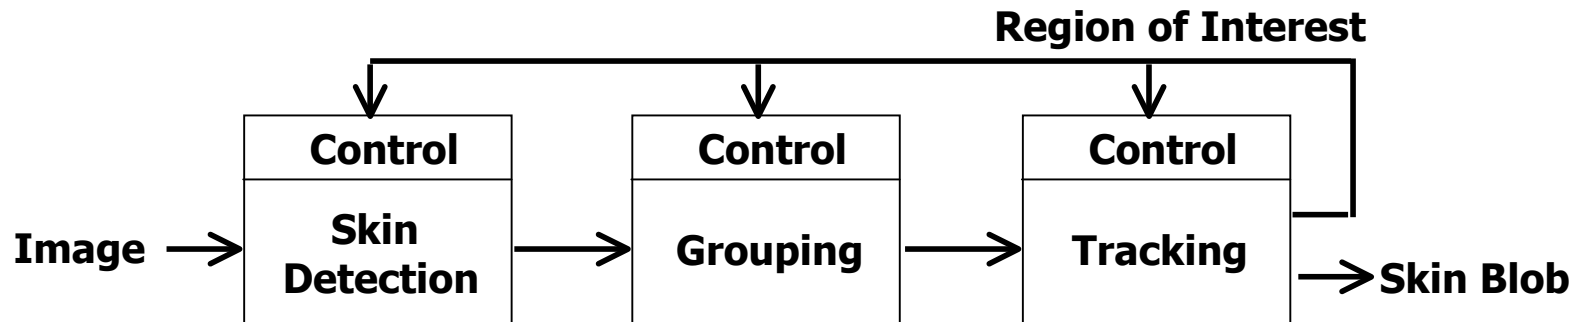 Region of Interest
Control
Control
Control
Image
Skin
Detection
Grouping
Tracking
Skin Blob